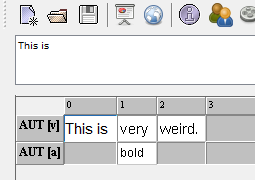 This is
0 1 2 3
AUT [v] This is very weird.
AUT [a] bold